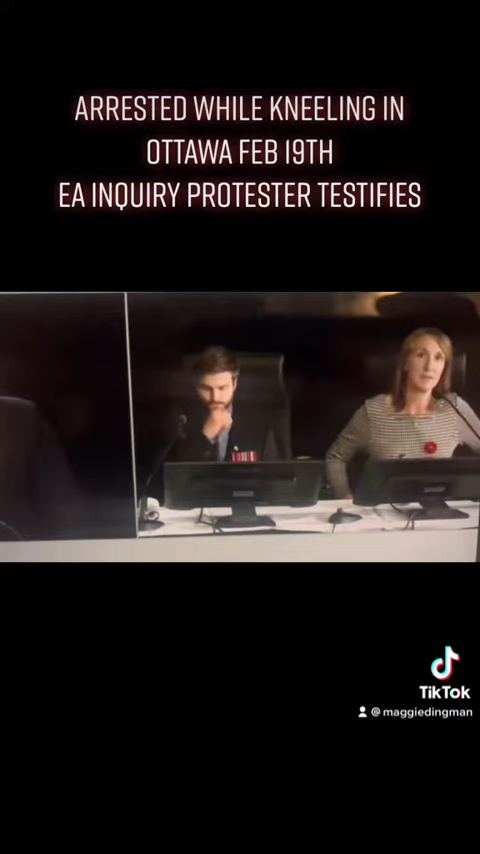 ARRESTED WHILE KNEELING IN
OTTAWA FEB 19TH
EA INQUIRY PROTESTER TESTIFIES
TikTok
@maggiedingman